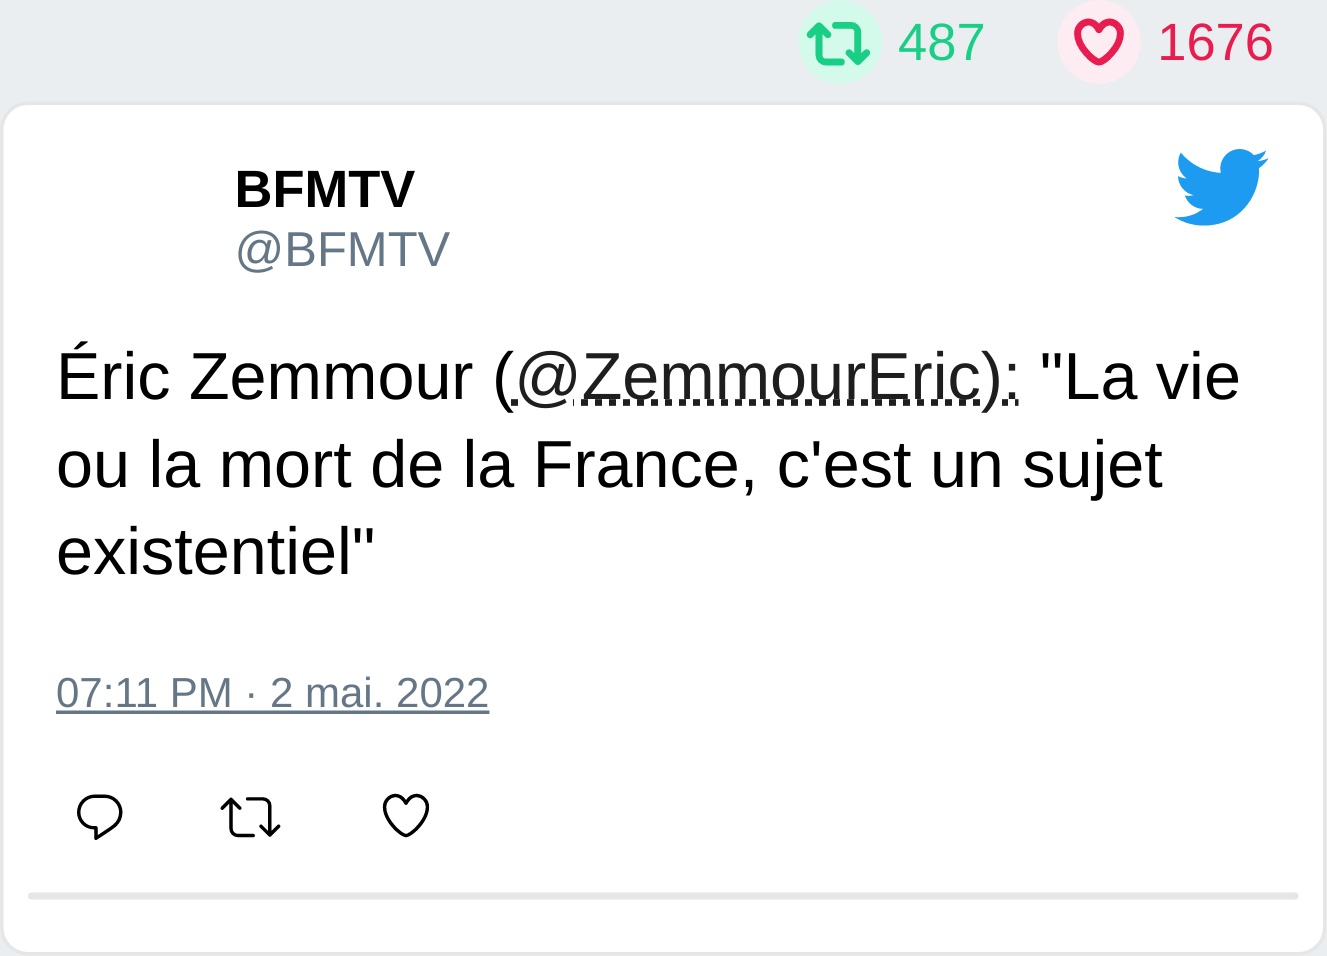 487 1676
BFMTV
@BFMTV
Éric Zemmour (@ZemmourEric): "La vie
ou la mort de la France, c'est un sujet
existentiel"
07:11 PM · 2 mai. 2022